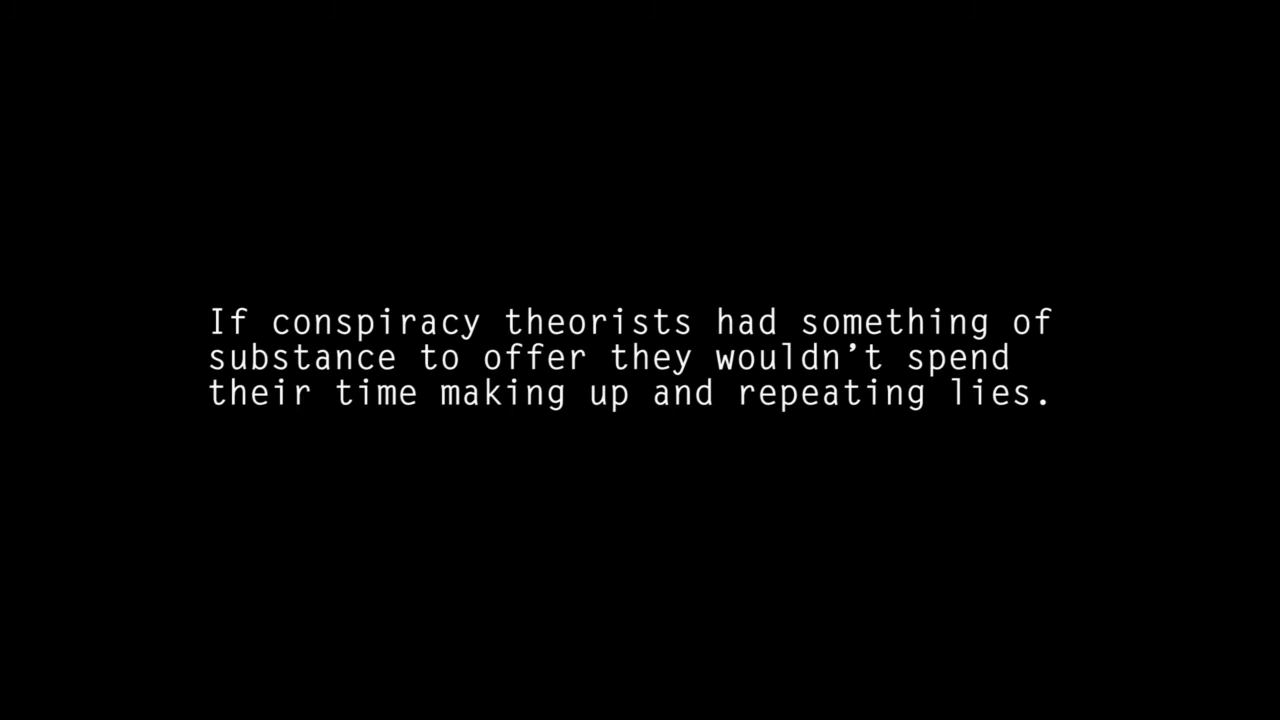 If conspiracy theorists had something of
substance to offer they wouldn’t spend
their time making up and repeating lies.